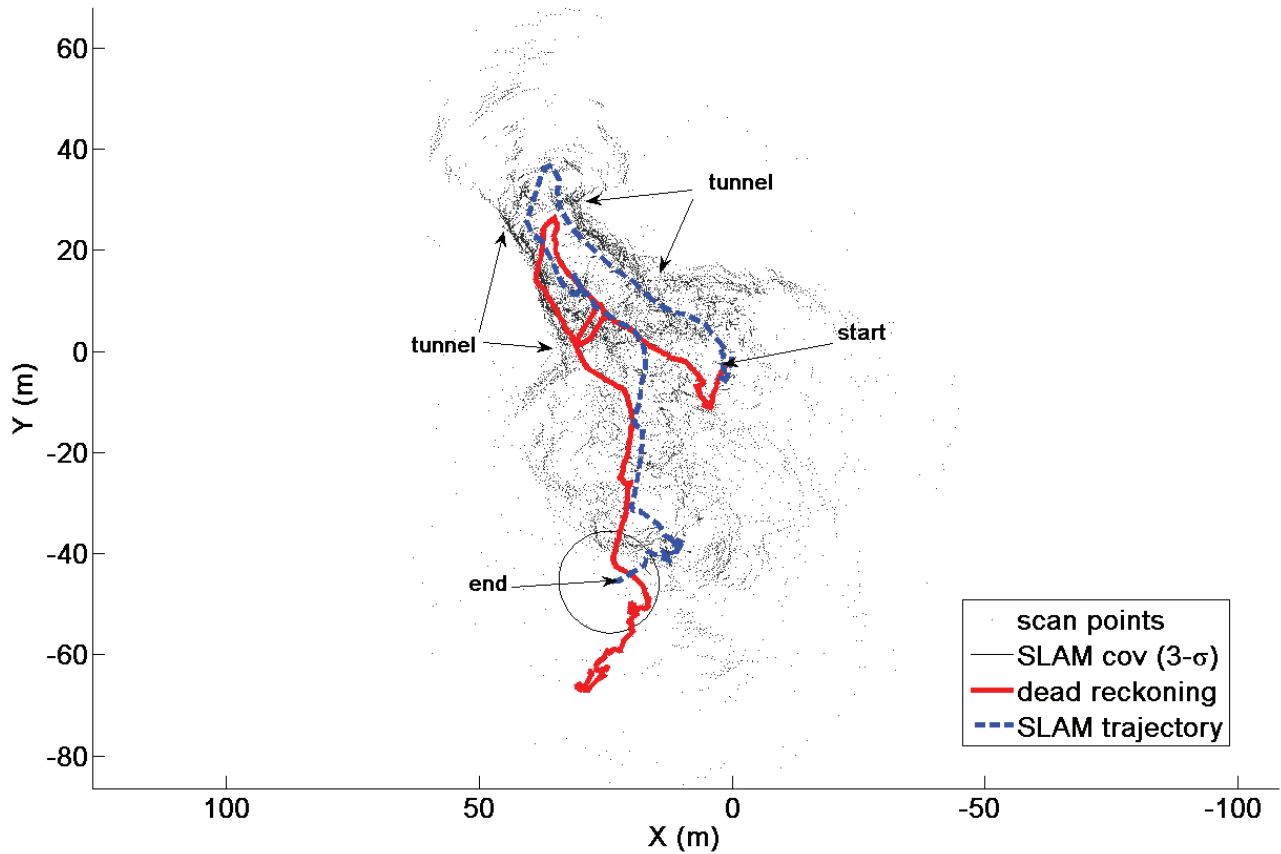 60
40
tunnel
20
start
tunnel
0
Y (m)
-20
-40
end
scan points
-60
SLAM cov (3-σ)
dead reckoning
SLAM trajectory
-80
100
50
0
-50
-100
X (m)